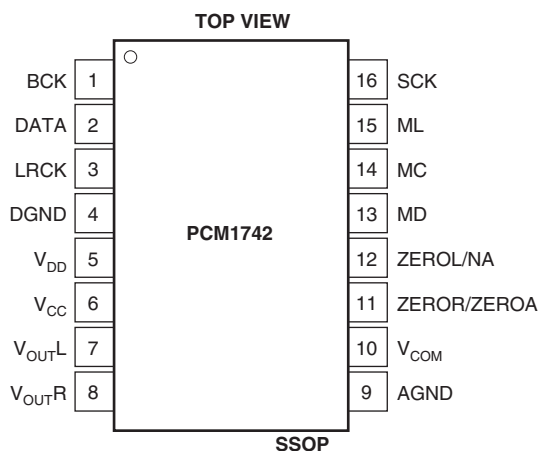 TOP VIEW
BCK 1
16 SCK
DATA 2
15 ML
LRCK 3
14 MC
DGND 4
13 MD
PCM1742
VDD 5
12 ZEROL/NA
VCC 6
11 ZEROR/ZEROA
VOUTL 7
10 VCOM
VOUTR 8
9 AGND
SSOP